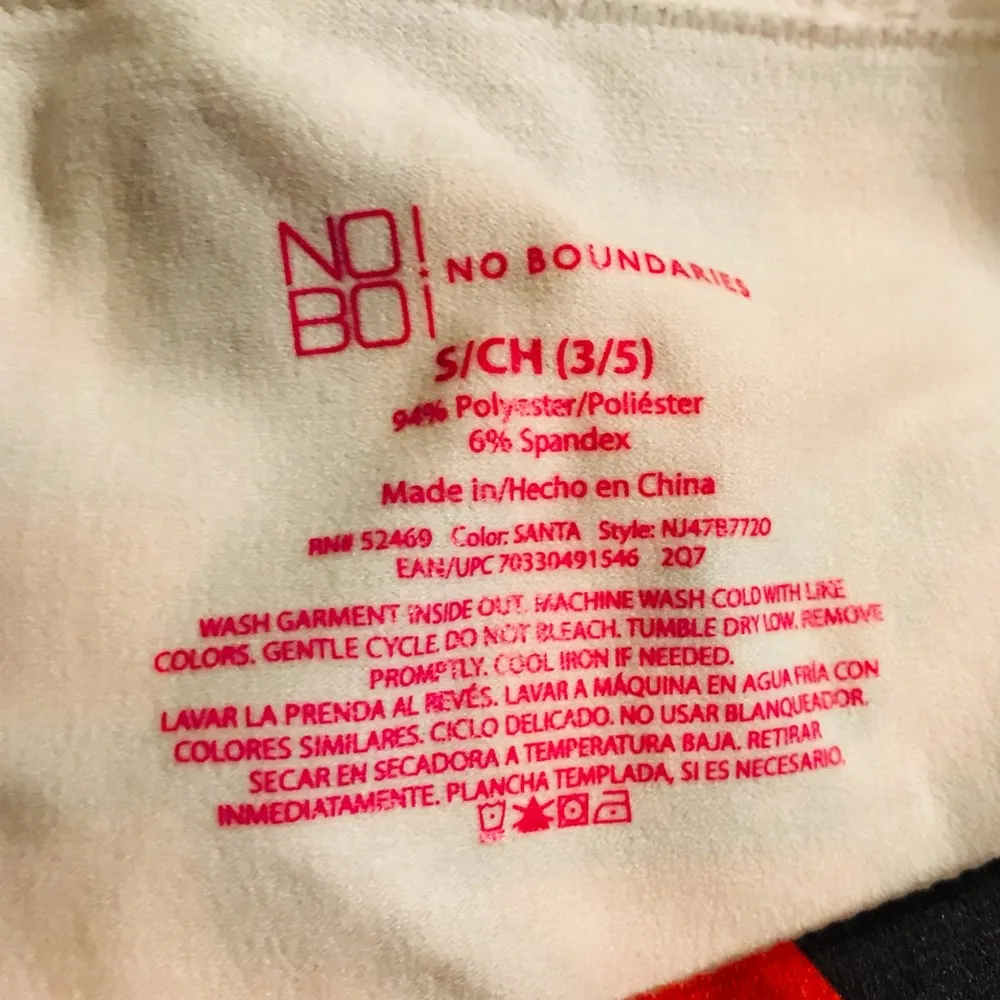 NO! NO BOUNDARIES
BO¡
S/CH (3/5)
94% Polyester/Poliéster
6% Spandex
Made in/Hecho en China
RN# 52469 Color: SANTA Style: NJ47B7720
EAN/UPC 70330491546 2Q7
WASH GARMENT INSIDE OUT. MACHINE WASH COLD WITH LIKE
COLORS. GENTLE CYCLE. DO NOT BLEACH. TUMBLE DRY LOW. REMOVE
PROMPTLY. COOL IRON IF NEEDED.
LAVAR LA PRENDA AL REVÉS. LAVAR A MÁQUINA EN AGUA FRÍA CON
COLORES SIMILARES. CICLO DELICADO. NO USAR BLANQUEADOR.
SECAR EN SECADORA A TEMPERATURA BAJA. RETIRAR
INMEDIATAMENTE. PLANCHA TEMPLADA, SI ES NECESARIO.